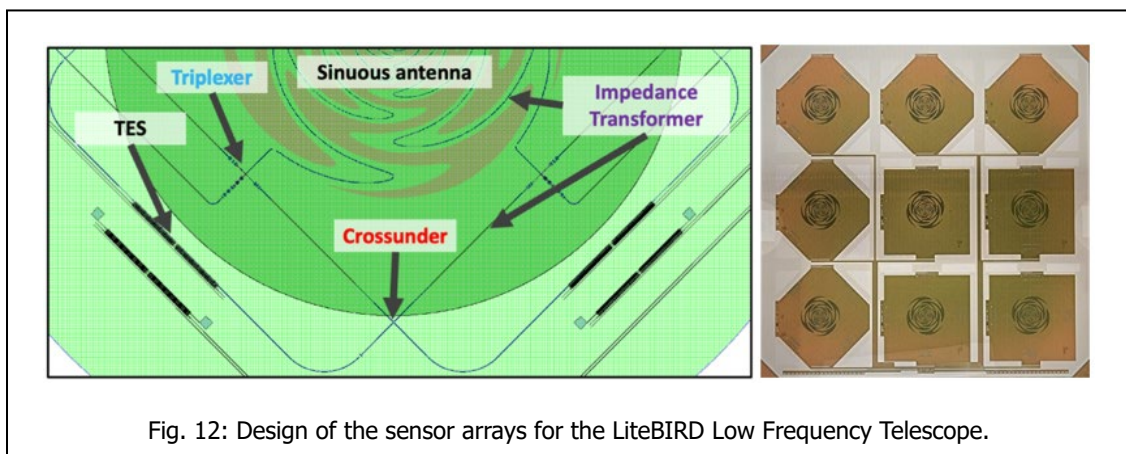 Triplexer
Sinuous antenna
Impedance
Transformer
TES
Crossunder
Fig. 12: Design of the sensor arrays for the LiteBIRD Low Frequency Telescope.